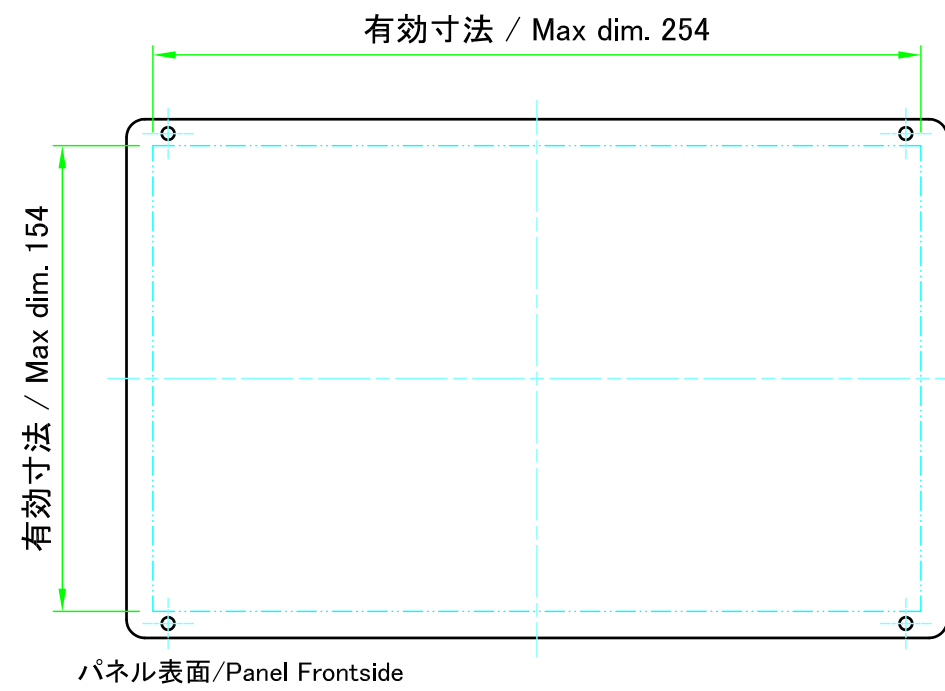 有効寸法 / Max dim. 254
有効寸法 / Max dim. 154
パネル表面/Panel Frontside